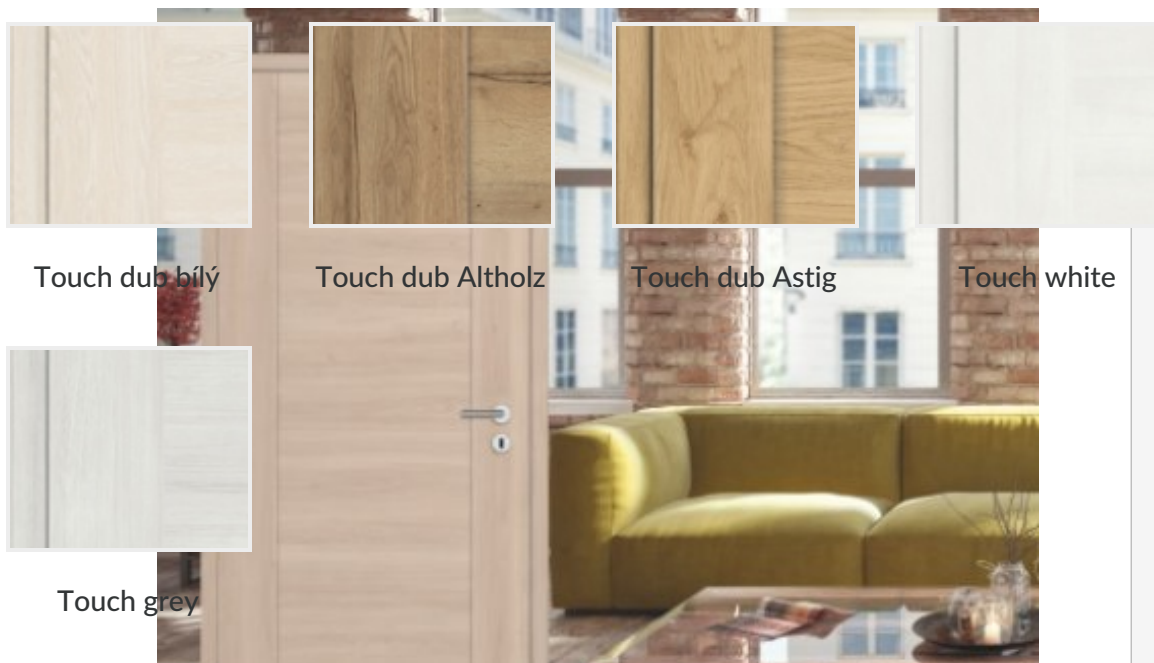 Touch dub bílý
Touch dub Altholz
Touch dub Astig
Touch white
Touch grey